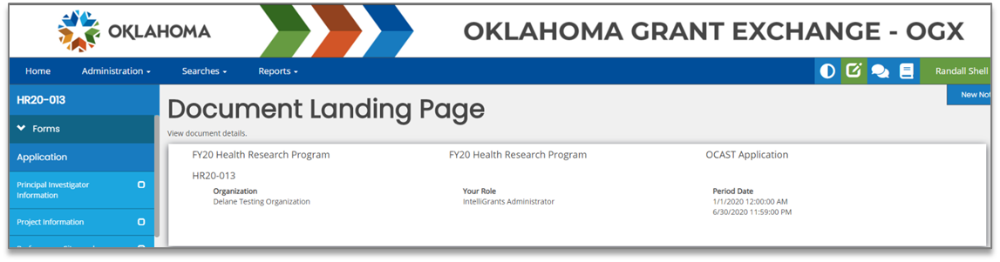 OKLAHOMA
OKLAHOMA GRANT EXCHANGE - OGX
Home Administration Searches Reports Randall Shell
HR20-013
New Not
Document Landing Page
Forms
View document details.
Application
FY20 Health Research Program FY20 Health Research Program OCAST Application
HR20-013
Principal Investigator
Information
Organization Your Role Period Date
Delane Testing Organization IntelliGrants Administrator 1/1/2020 12:00:00 AM
6/30/2020 11:59:00 PM
Project Information